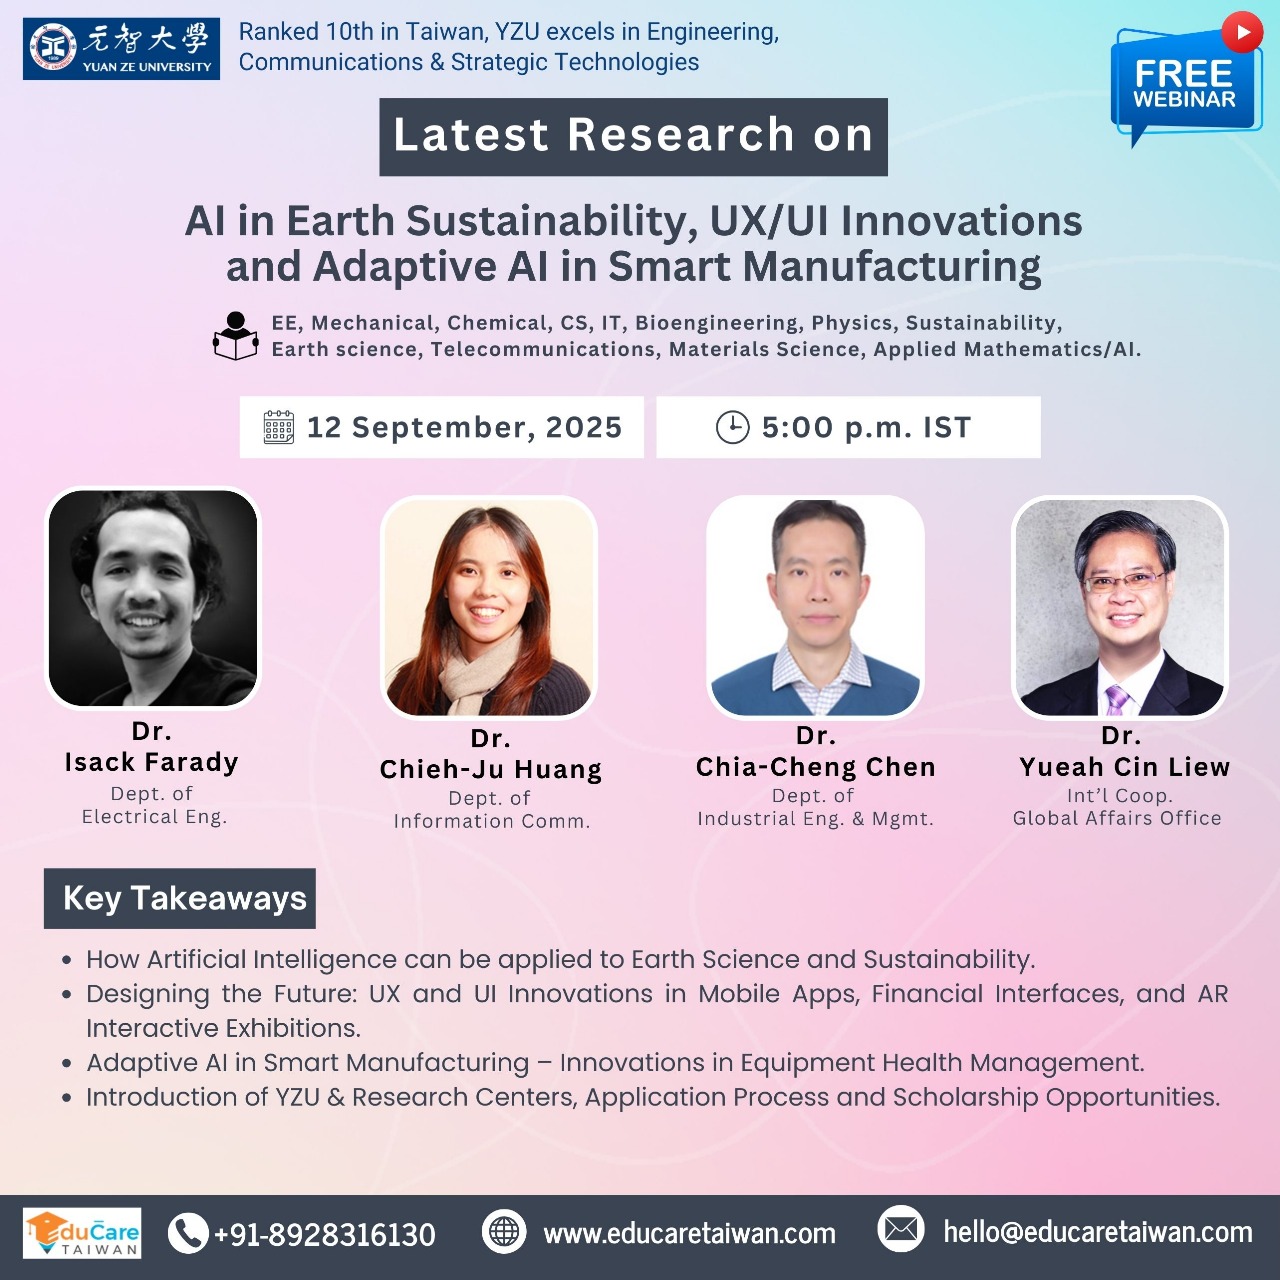 元智大學
YUAN ZE UNIVERSITY
Ranked 10th in Taiwan, YZU excels in Engineering,
Communications & Strategic Technologies
FREE
WEBINAR
Latest Research on
AI in Earth Sustainability, UX/UI Innovations
and Adaptive AI in Smart Manufacturing
EE, Mechanical, Chemical, CS, IT, Bioengineering, Physics, Sustainability,
Earth science, Telecommunications, Materials Science, Applied Mathematics/AI.
12 September, 2025
5:00 p.m. IST
Dr.
Isack Farady
Dept. of
Electrical Eng.
Dr.
Chieh-Ju Huang
Dept. of
Information Comm.
Dr.
Chia-Cheng Chen
Dept. of
Industrial Eng. & Mgmt.
Dr.
Yueah Cin Liew
Int'l Coop.
Global Affairs Office
Key Takeaways
• How Artificial Intelligence can be applied to Earth Science and Sustainability.
• Designing the Future: UX and UI Innovations in Mobile Apps, Financial Interfaces, and AR
Interactive Exhibitions.
• Adaptive AI in Smart Manufacturing – Innovations in Equipment Health Management.
• Introduction of YZU & Research Centers, Application Process and Scholarship Opportunities.
EduCare
TAIWAN
+91-8928316130
www.educaretaiwan.com
hello@educaretaiwan.com